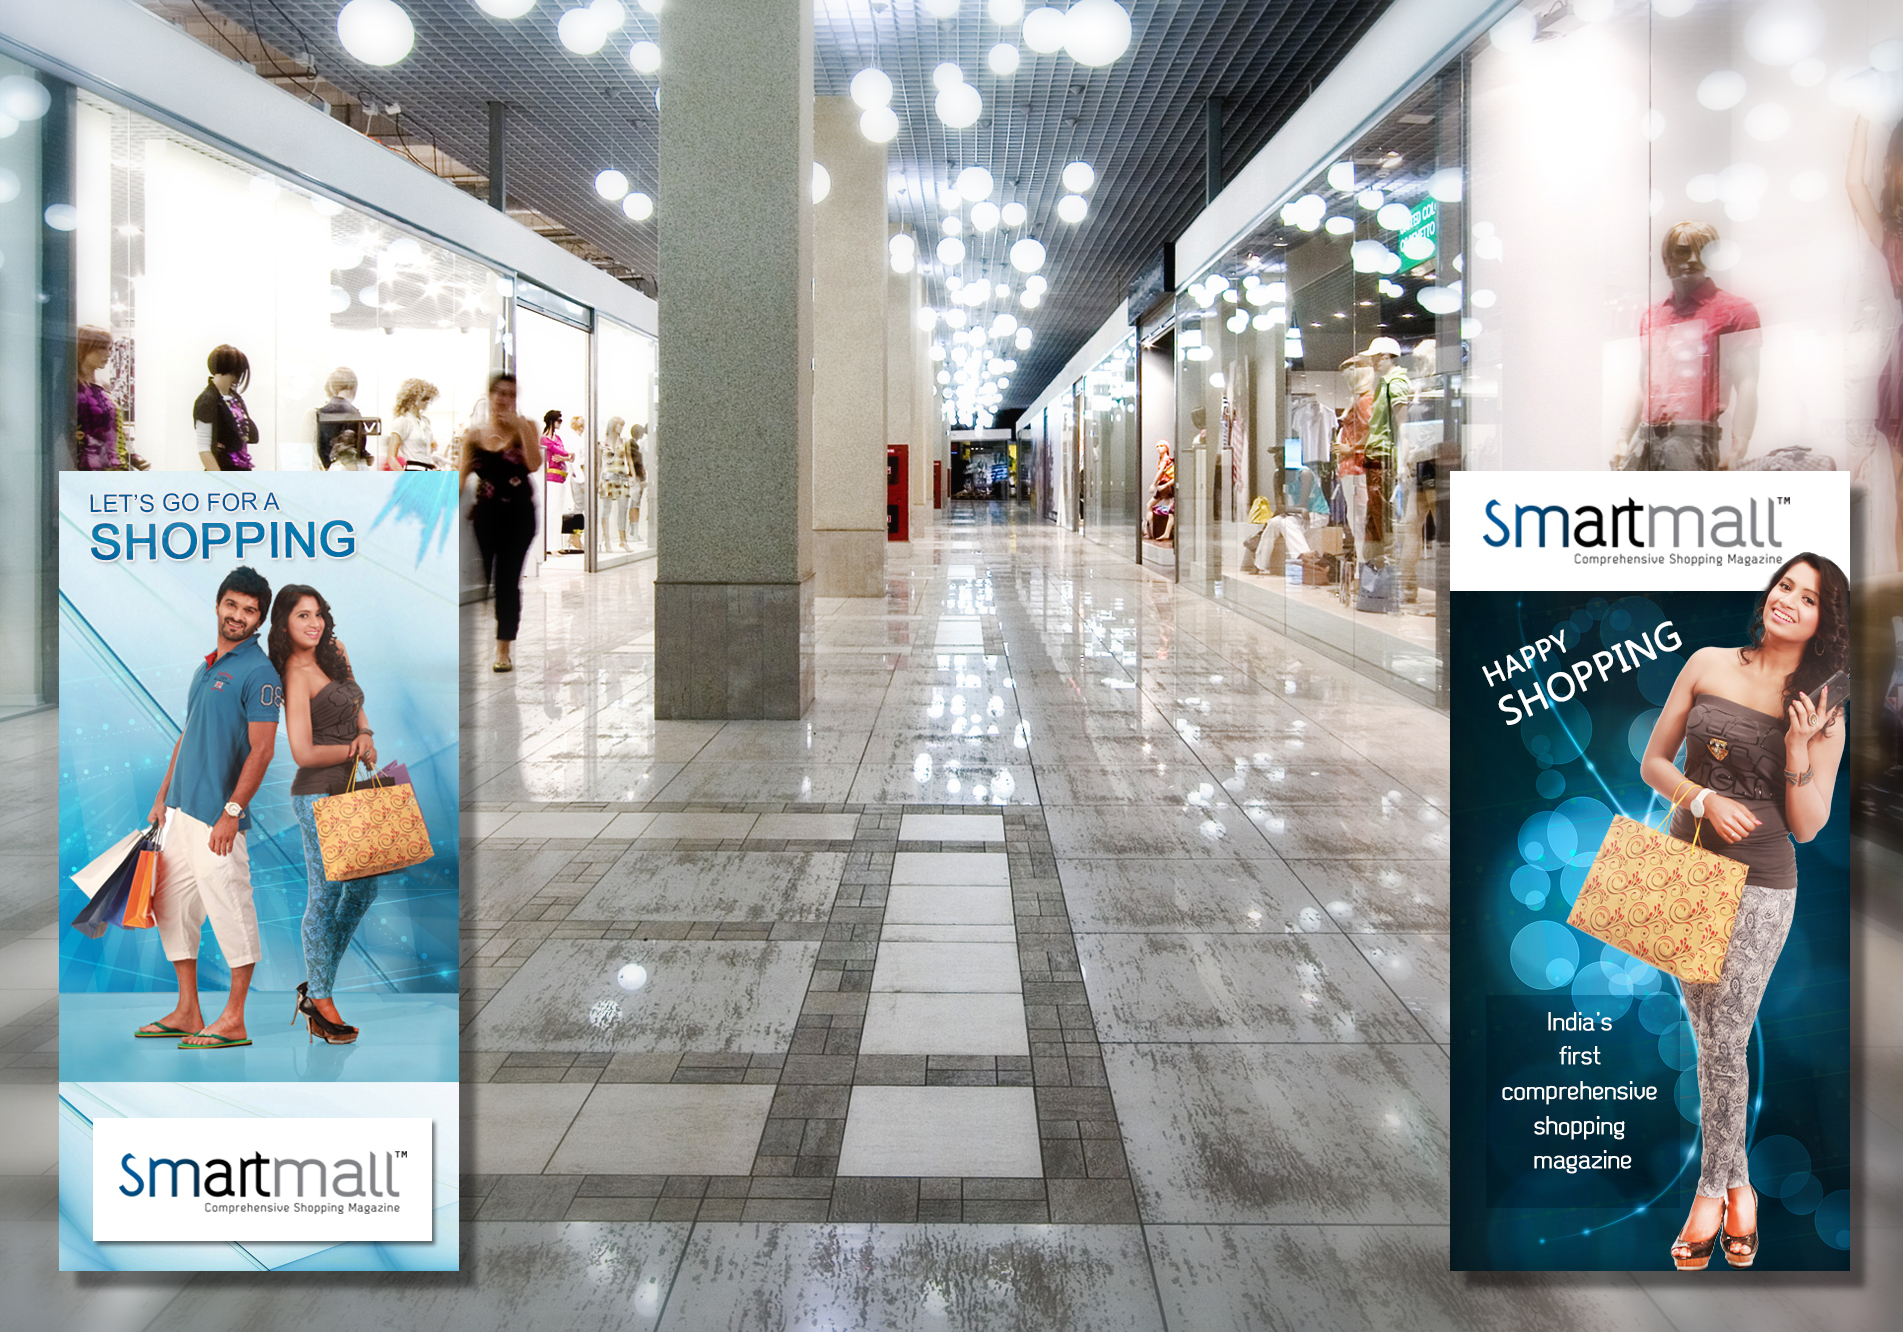 LET'S GO FOR A
SHOPPING
Smartmall™
Comprehensive Shopping Magazine
Smartmall™
Comprehensive Shopping Magazine
HAPPY
SHOPPING
India's
first
comprehensive
shopping
magazine